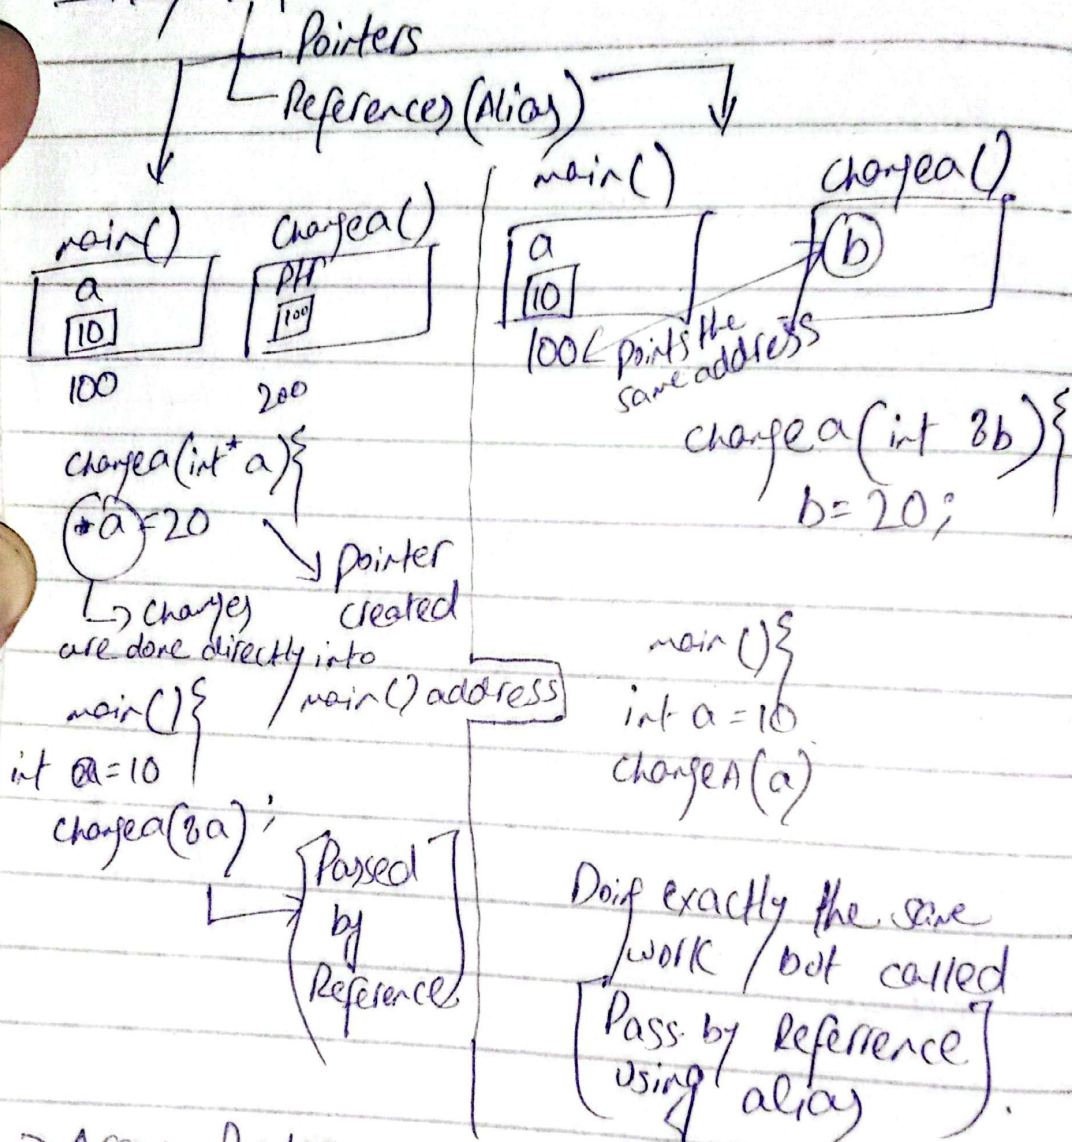 Pointers
References (Alias)
main()
changea()
a
ptr
10
100
100
200
changea(int* a){
*a = 20
pointer
created
changes
are done directly into
main() address
main(){
int a = 10
changea(&a);
Passed
by
Reference
main()
changea()
a
b
10
100
points the
same address
changea(int &b){
b = 20;
main(){
int a = 10
changeA(a)
Doing exactly the same
work but called
Pass by Referrence
using alias